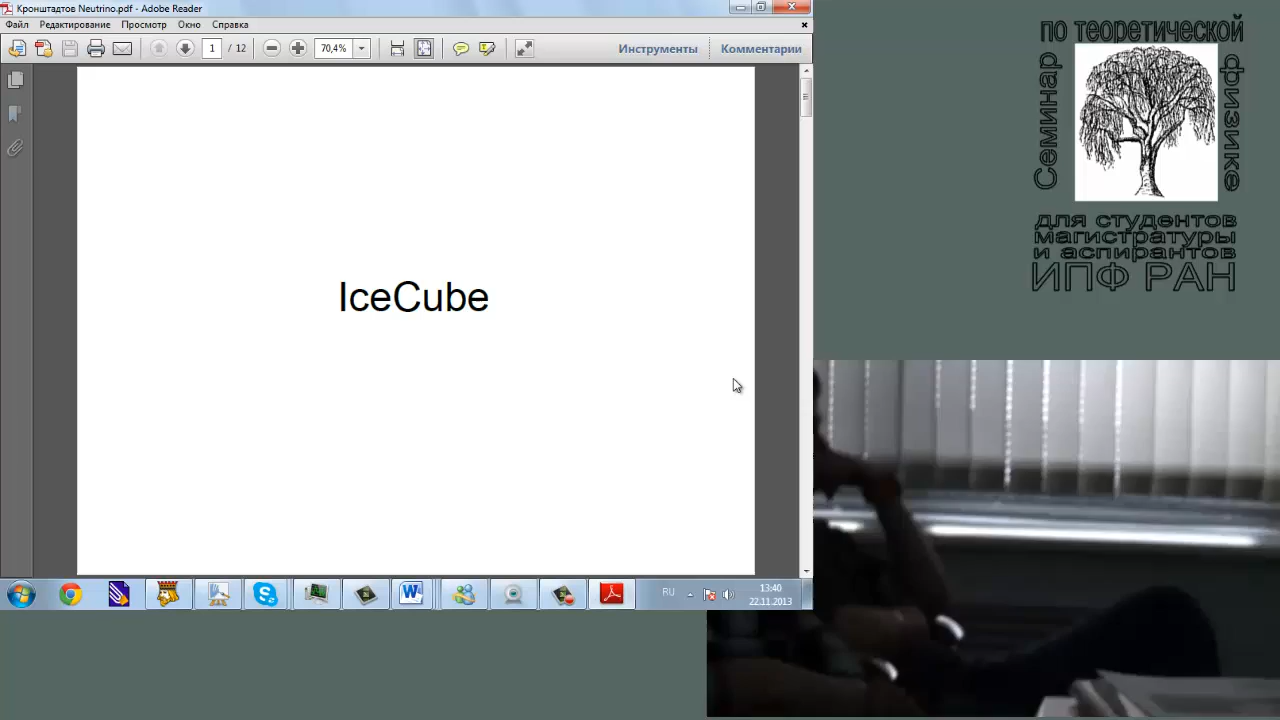 Кронштадтов Neutrino.pdf - Adobe Reader
Файл Редактирование Просмотр Окно Справка
1 / 12 70,4% Инструменты Комментарии
IceCube
RU 13:40
22.11.2013
Семинар
по теоретической
физике
для студентов
магистратуры
и аспирантов
ИПФ РАН